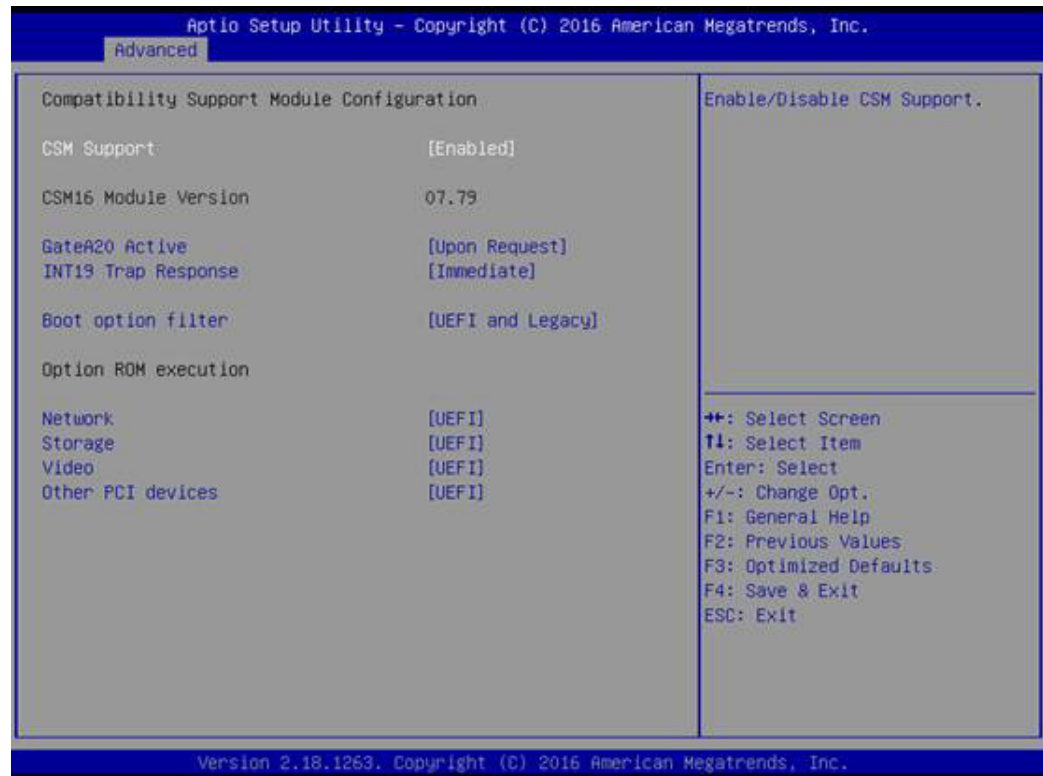 Aptio Setup Utility – Copyright (C) 2016 American Megatrends, Inc.
Advanced
Compatibility Support Module Configuration
CSM Support [Enabled]
CSM16 Module Version 07.79
GateA20 Active [Upon Request]
INT19 Trap Response [Immediate]
Boot option filter [UEFI and Legacy]
Option ROM execution
Network [UEFI]
Storage [UEFI]
Video [UEFI]
Other PCI devices [UEFI]
Enable/Disable CSM Support.
→←: Select Screen
↑↓: Select Item
Enter: Select
+/-: Change Opt.
F1: General Help
F2: Previous Values
F3: Optimized Defaults
F4: Save & Exit
ESC: Exit
Version 2.18.1263. Copyright (C) 2016 American Megatrends, Inc.